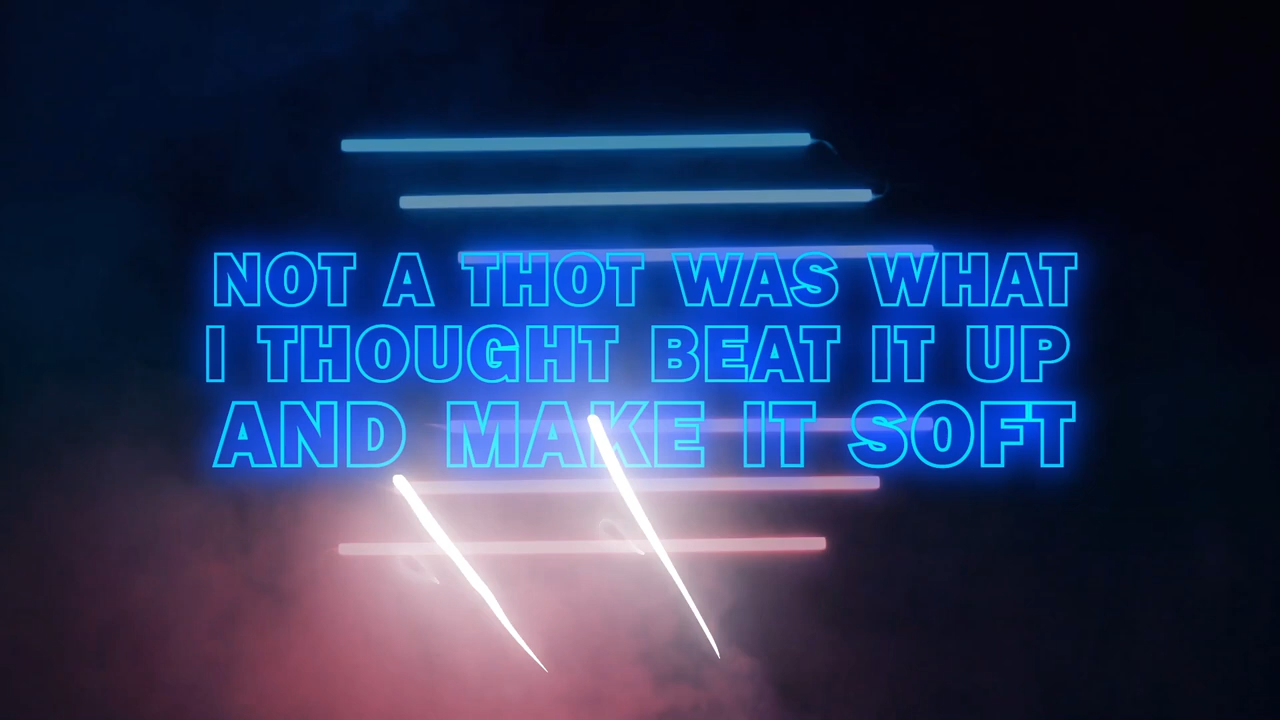 NOT A THOT WAS WHAT
I THOUGHT BEAT IT UP
AND MAKE IT SOFT